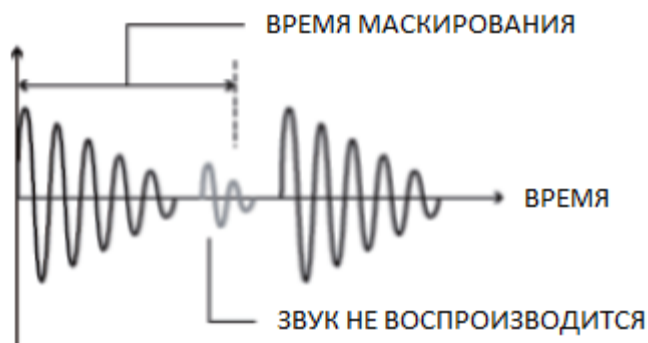 ВРЕМЯ МАСКИРОВАНИЯ
ВРЕМЯ
ЗВУК НЕ ВОСПРОИЗВОДИТСЯ